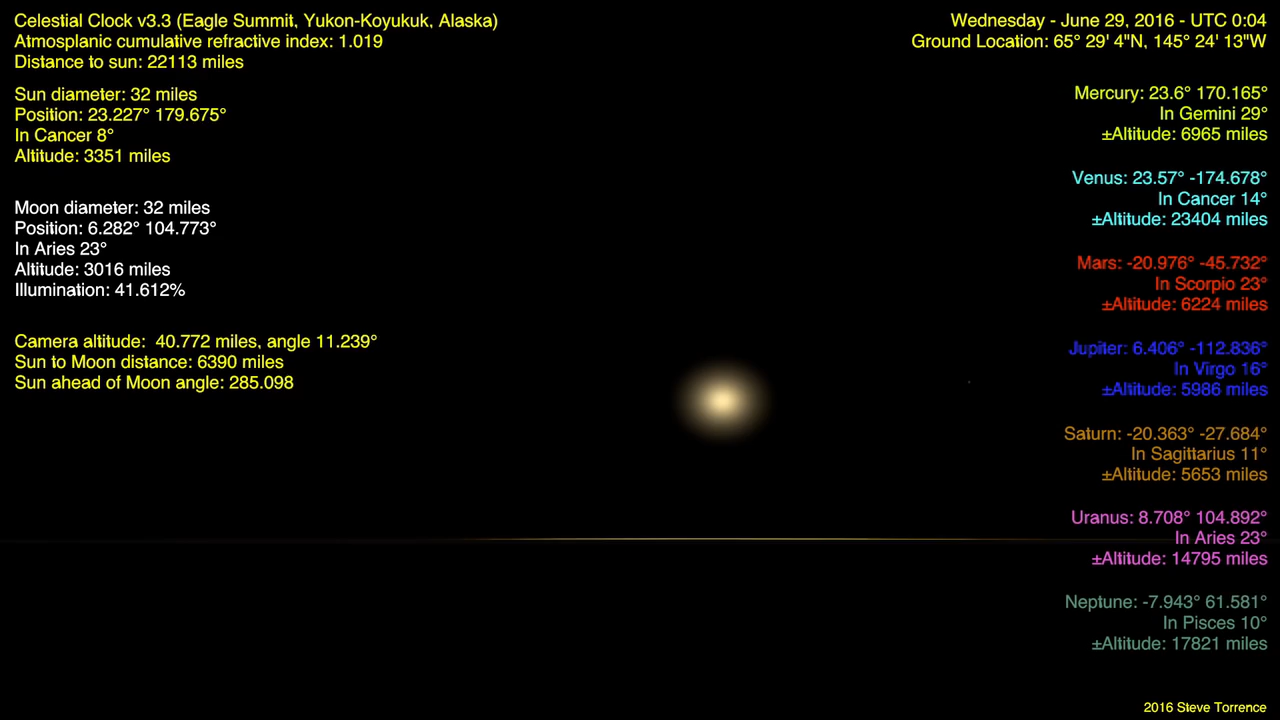 Celestial Clock v3.3 (Eagle Summit, Yukon-Koyukuk, Alaska)
Atmosplanic cumulative refractive index: 1.019
Distance to sun: 22113 miles
Sun diameter: 32 miles
Position: 23.227° 179.675°
In Cancer 8°
Altitude: 3351 miles
Moon diameter: 32 miles
Position: 6.282° 104.773°
In Aries 23°
Altitude: 3016 miles
Illumination: 41.612%
Camera altitude:  40.772 miles, angle 11.239°
Sun to Moon distance: 6390 miles
Sun ahead of Moon angle: 285.098
Wednesday - June 29, 2016 - UTC 0:04
Ground Location: 65° 29' 4"N, 145° 24' 13"W
Mercury: 23.6° 170.165°
In Gemini 29°
±Altitude: 6965 miles
Venus: 23.57° -174.678°
In Cancer 14°
±Altitude: 23404 miles
Mars: -20.976° -45.732°
In Scorpio 23°
±Altitude: 6224 miles
Jupiter: 6.406° -112.836°
In Virgo 16°
±Altitude: 5986 miles
Saturn: -20.363° -27.684°
In Sagittarius 11°
±Altitude: 5653 miles
Uranus: 8.708° 104.892°
In Aries 23°
±Altitude: 14795 miles
Neptune: -7.943° 61.581°
In Pisces 10°
±Altitude: 17821 miles
2016 Steve Torrence